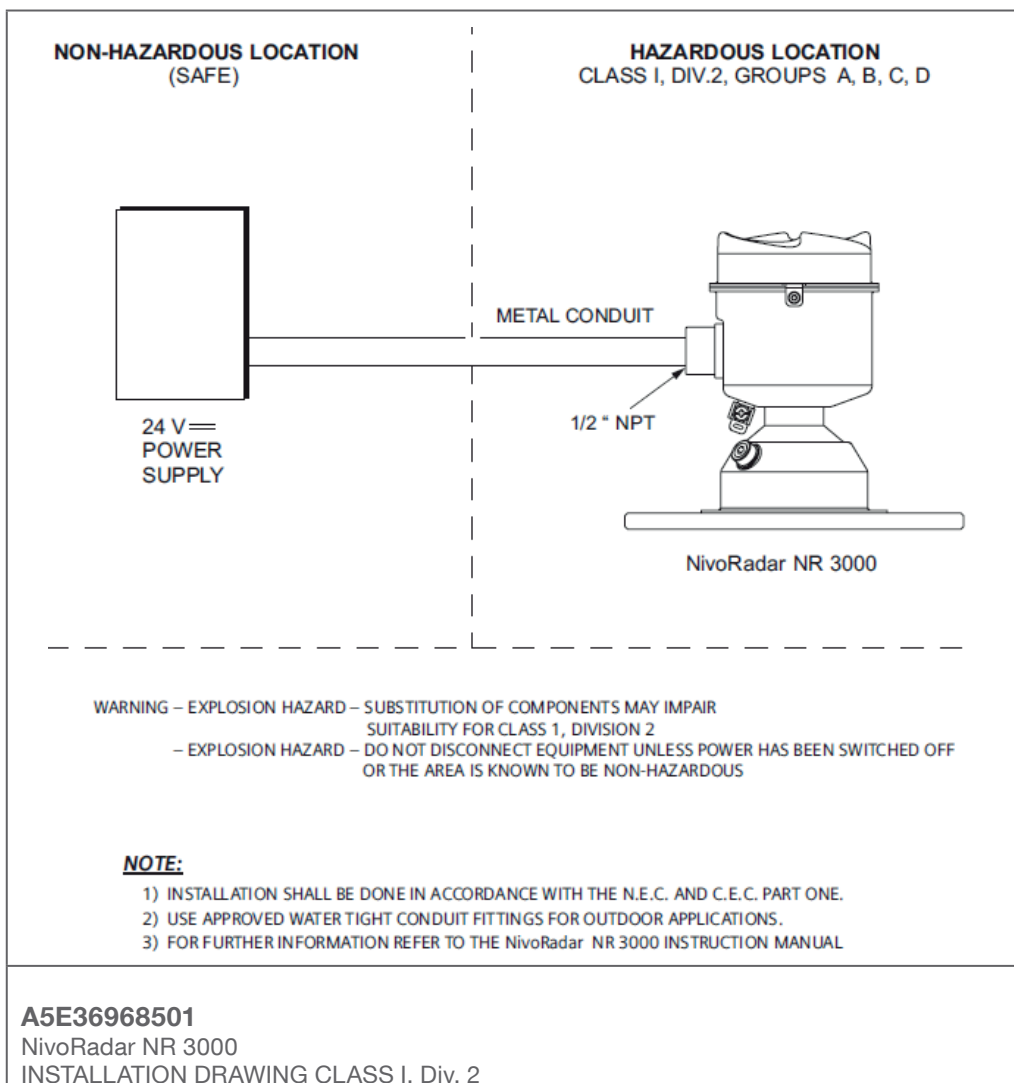 NON-HAZARDOUS LOCATION
(SAFE)
HAZARDOUS LOCATION
CLASS I, DIV.2, GROUPS A, B, C, D
METAL CONDUIT
1/2 “ NPT
24 V
POWER
SUPPLY
NivoRadar NR 3000
WARNING – EXPLOSION HAZARD – SUBSTITUTION OF COMPONENTS MAY IMPAIR
SUITABILITY FOR CLASS 1, DIVISION 2
– EXPLOSION HAZARD – DO NOT DISCONNECT EQUIPMENT UNLESS POWER HAS BEEN SWITCHED OFF
OR THE AREA IS KNOWN TO BE NON-HAZARDOUS
NOTE:
1) INSTALLATION SHALL BE DONE IN ACCORDANCE WITH THE N.E.C. AND C.E.C. PART ONE.
2) USE APPROVED WATER TIGHT CONDUIT FITTINGS FOR OUTDOOR APPLICATIONS.
3) FOR FURTHER INFORMATION REFER TO THE NivoRadar NR 3000 INSTRUCTION MANUAL
A5E36968501
NivoRadar NR 3000
INSTALLATION DRAWING CLASS I, Div. 2